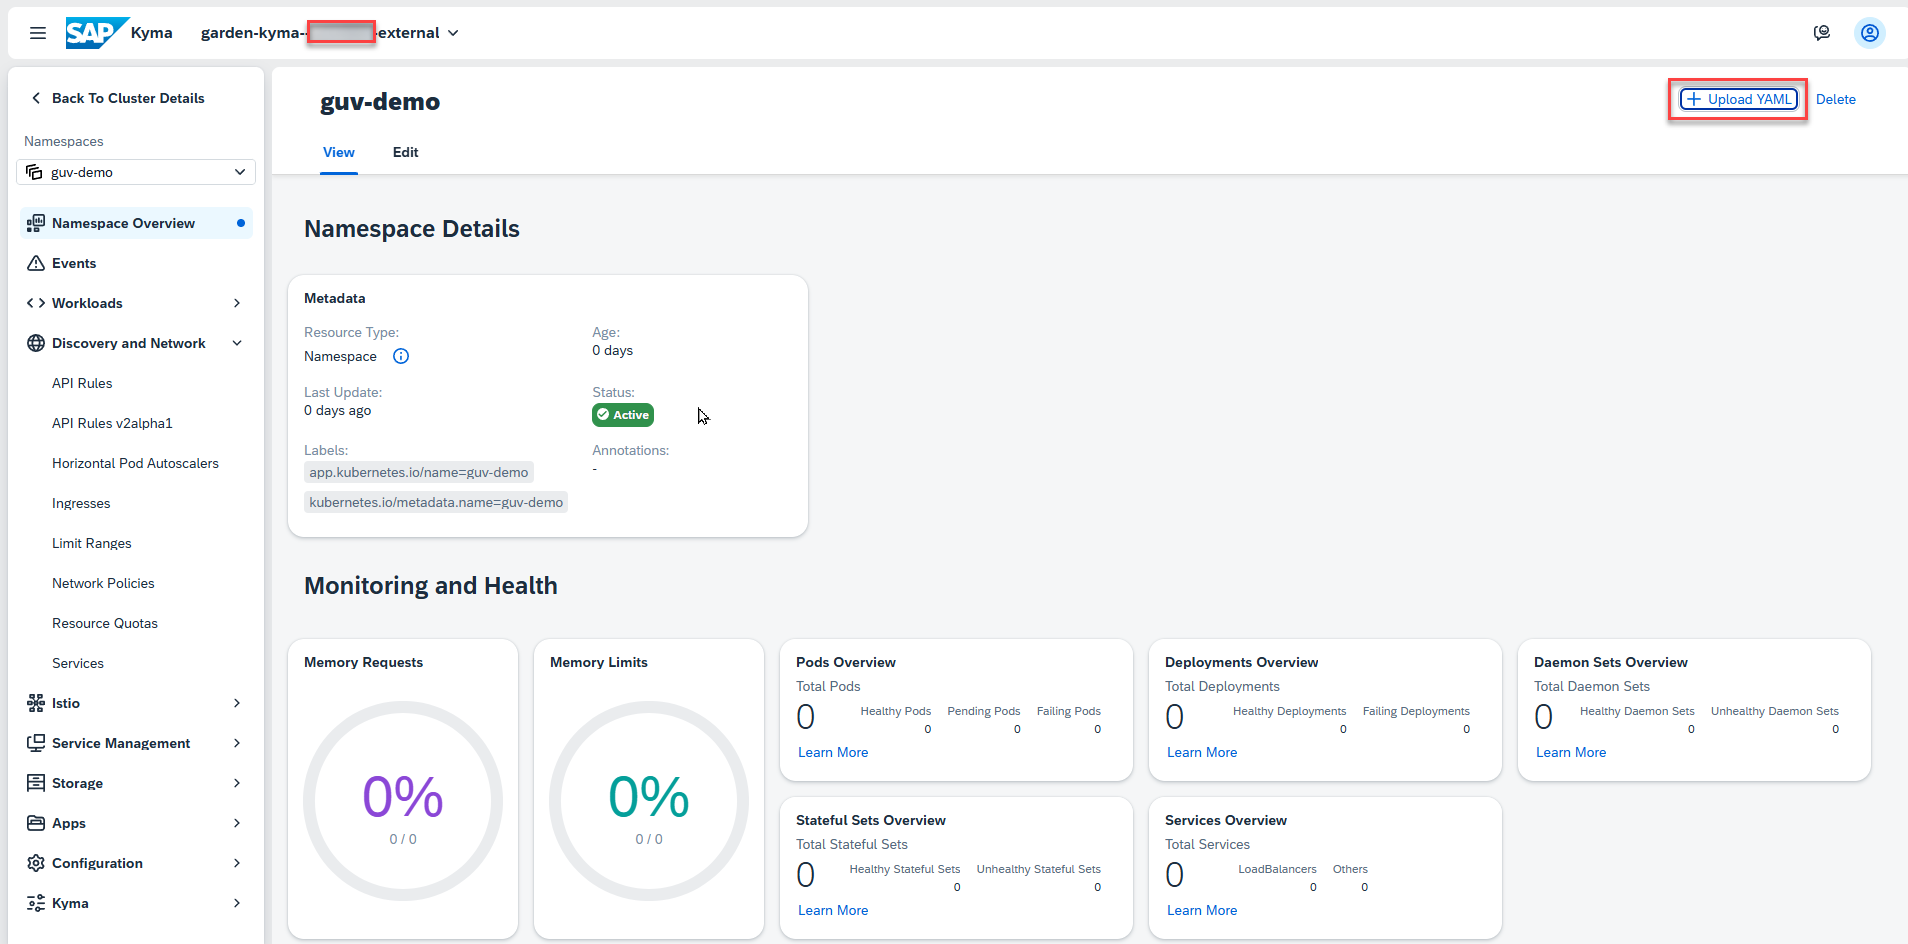 SAP Kyma garden-kyma- -external
Back To Cluster Details
Namespaces
guv-demo
Namespace Overview
Events
Workloads
Discovery and Network
API Rules
API Rules v2alpha1
Horizontal Pod Autoscalers
Ingresses
Limit Ranges
Network Policies
Resource Quotas
Services
Istio
Service Management
Storage
Apps
Configuration
Kyma
guv-demo
Upload YAML Delete
View Edit
Namespace Details
Metadata
Resource Type:
Namespace
Age:
0 days
Last Update:
0 days ago
Status:
Active
Labels:
app.kubernetes.io/name=guv-demo
kubernetes.io/metadata.name=guv-demo
Annotations:
-
Monitoring and Health
Memory Requests
0%
0 / 0
Memory Limits
0%
0 / 0
Pods Overview
Total Pods
0 Healthy Pods Pending Pods Failing Pods
0 0 0
Learn More
Deployments Overview
Total Deployments
0 Healthy Deployments Failing Deployments
0 0
Learn More
Daemon Sets Overview
Total Daemon Sets
0 Healthy Daemon Sets Unhealthy Daemon Sets
0 0
Learn More
Stateful Sets Overview
Total Stateful Sets
0 Healthy Stateful Sets Unhealthy Stateful Sets
0 0
Learn More
Services Overview
Total Services
0 LoadBalancers Others
0 0
Learn More